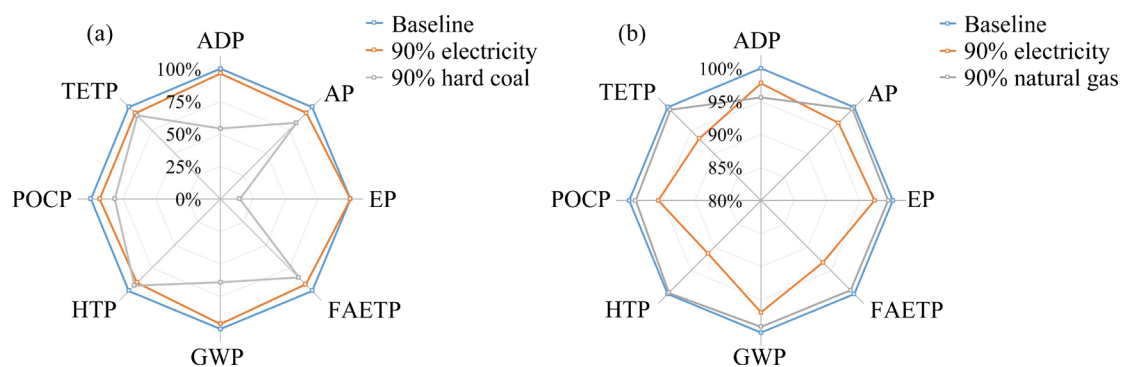 (a)
Baseline
90% electricity
90% hard coal
ADP
AP
EP
FAETP
GWP
HTP
POCP
TETP
100%
75%
50%
25%
0%
(b)
Baseline
90% electricity
90% natural gas
ADP
AP
EP
FAETP
GWP
HTP
POCP
TETP
100%
95%
90%
85%
80%